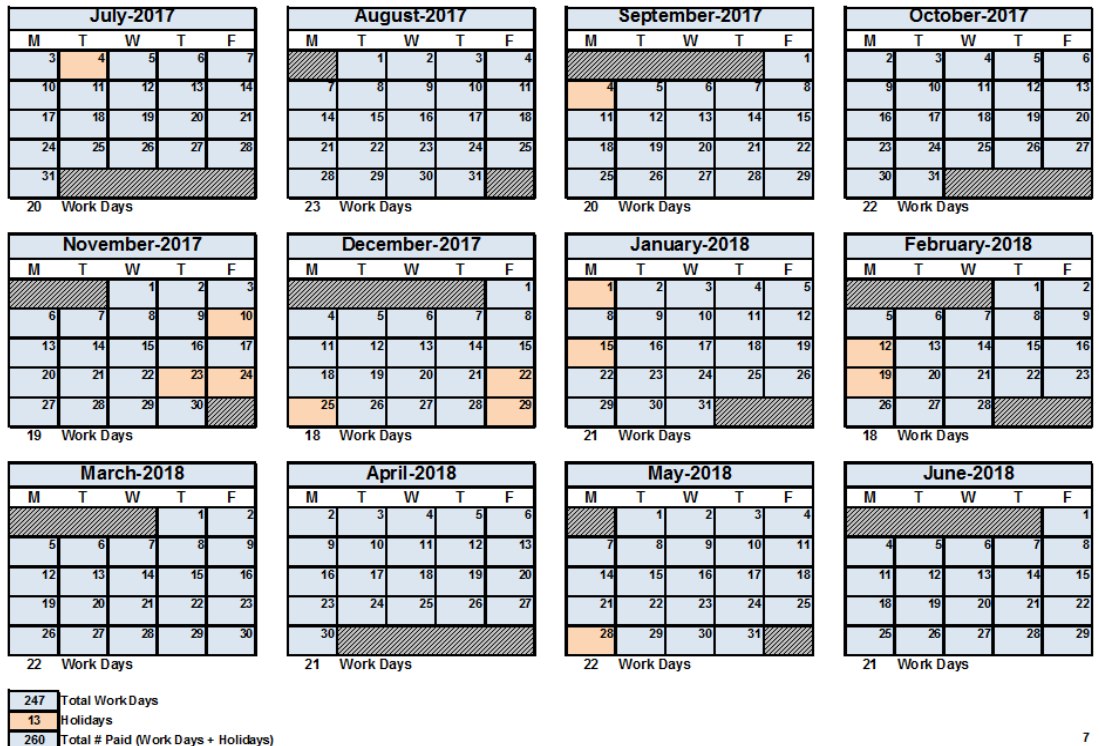 July-2017 August-2017 September-2017 October-2017
M T W T F M T W T F M T W T F M T W T F
3 4 5 6 7 1 2 3 4 1 2 3 4 5 6
10 11 12 13 14 7 8 9 10 11 4 5 6 7 8 9 10 11 12 13
17 18 19 20 21 14 15 16 17 18 11 12 13 14 15 16 17 18 19 20
24 25 26 27 28 21 22 23 24 25 18 19 20 21 22 23 24 25 26 27
31 28 29 30 31 25 26 27 28 29 30 31
20 Work Days 23 Work Days 20 Work Days 22 Work Days
November-2017 December-2017 January-2018 February-2018
M T W T F M T W T F M T W T F M T W T F
1 2 3 1 1 2 3 4 5 1 2
6 7 8 9 10 4 5 6 7 8 8 9 10 11 12 5 6 7 8 9
13 14 15 16 17 11 12 13 14 15 15 16 17 18 19 12 13 14 15 16
20 21 22 23 24 18 19 20 21 22 22 23 24 25 26 19 20 21 22 23
27 28 29 30 25 26 27 28 29 29 30 31 26 27 28
19 Work Days 18 Work Days 21 Work Days 18 Work Days
March-2018 April-2018 May-2018 June-2018
M T W T F M T W T F M T W T F M T W T F
1 2 2 3 4 5 6 1 2 3 4 1
5 6 7 8 9 9 10 11 12 13 7 8 9 10 11 4 5 6 7 8
12 13 14 15 16 16 17 18 19 20 14 15 16 17 18 11 12 13 14 15
19 20 21 22 23 23 24 25 26 27 21 22 23 24 25 18 19 20 21 22
26 27 28 29 30 30 28 29 30 31 25 26 27 28 29
22 Work Days 21 Work Days 22 Work Days 21 Work Days
247 Total Work Days
13 Holidays
260 Total # Paid (Work Days + Holidays)
7